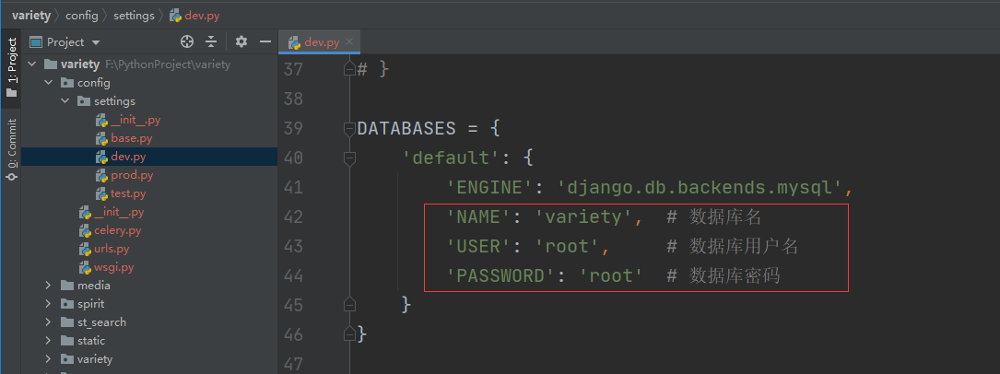 variety config settings dev.py
1: Project
0: Commit
Project
variety F:\PythonProject\variety
config
settings
__init__.py
base.py
dev.py
prod.py
test.py
__init__.py
celery.py
urls.py
wsgi.py
media
spirit
st_search
static
variety
dev.py
37 # }
38
39 DATABASES = {
40 'default': {
41 'ENGINE': 'django.db.backends.mysql',
42 'NAME': 'variety', # 数据库名
43 'USER': 'root', # 数据库用户名
44 'PASSWORD': 'root' # 数据库密码
45 }
46 }
47